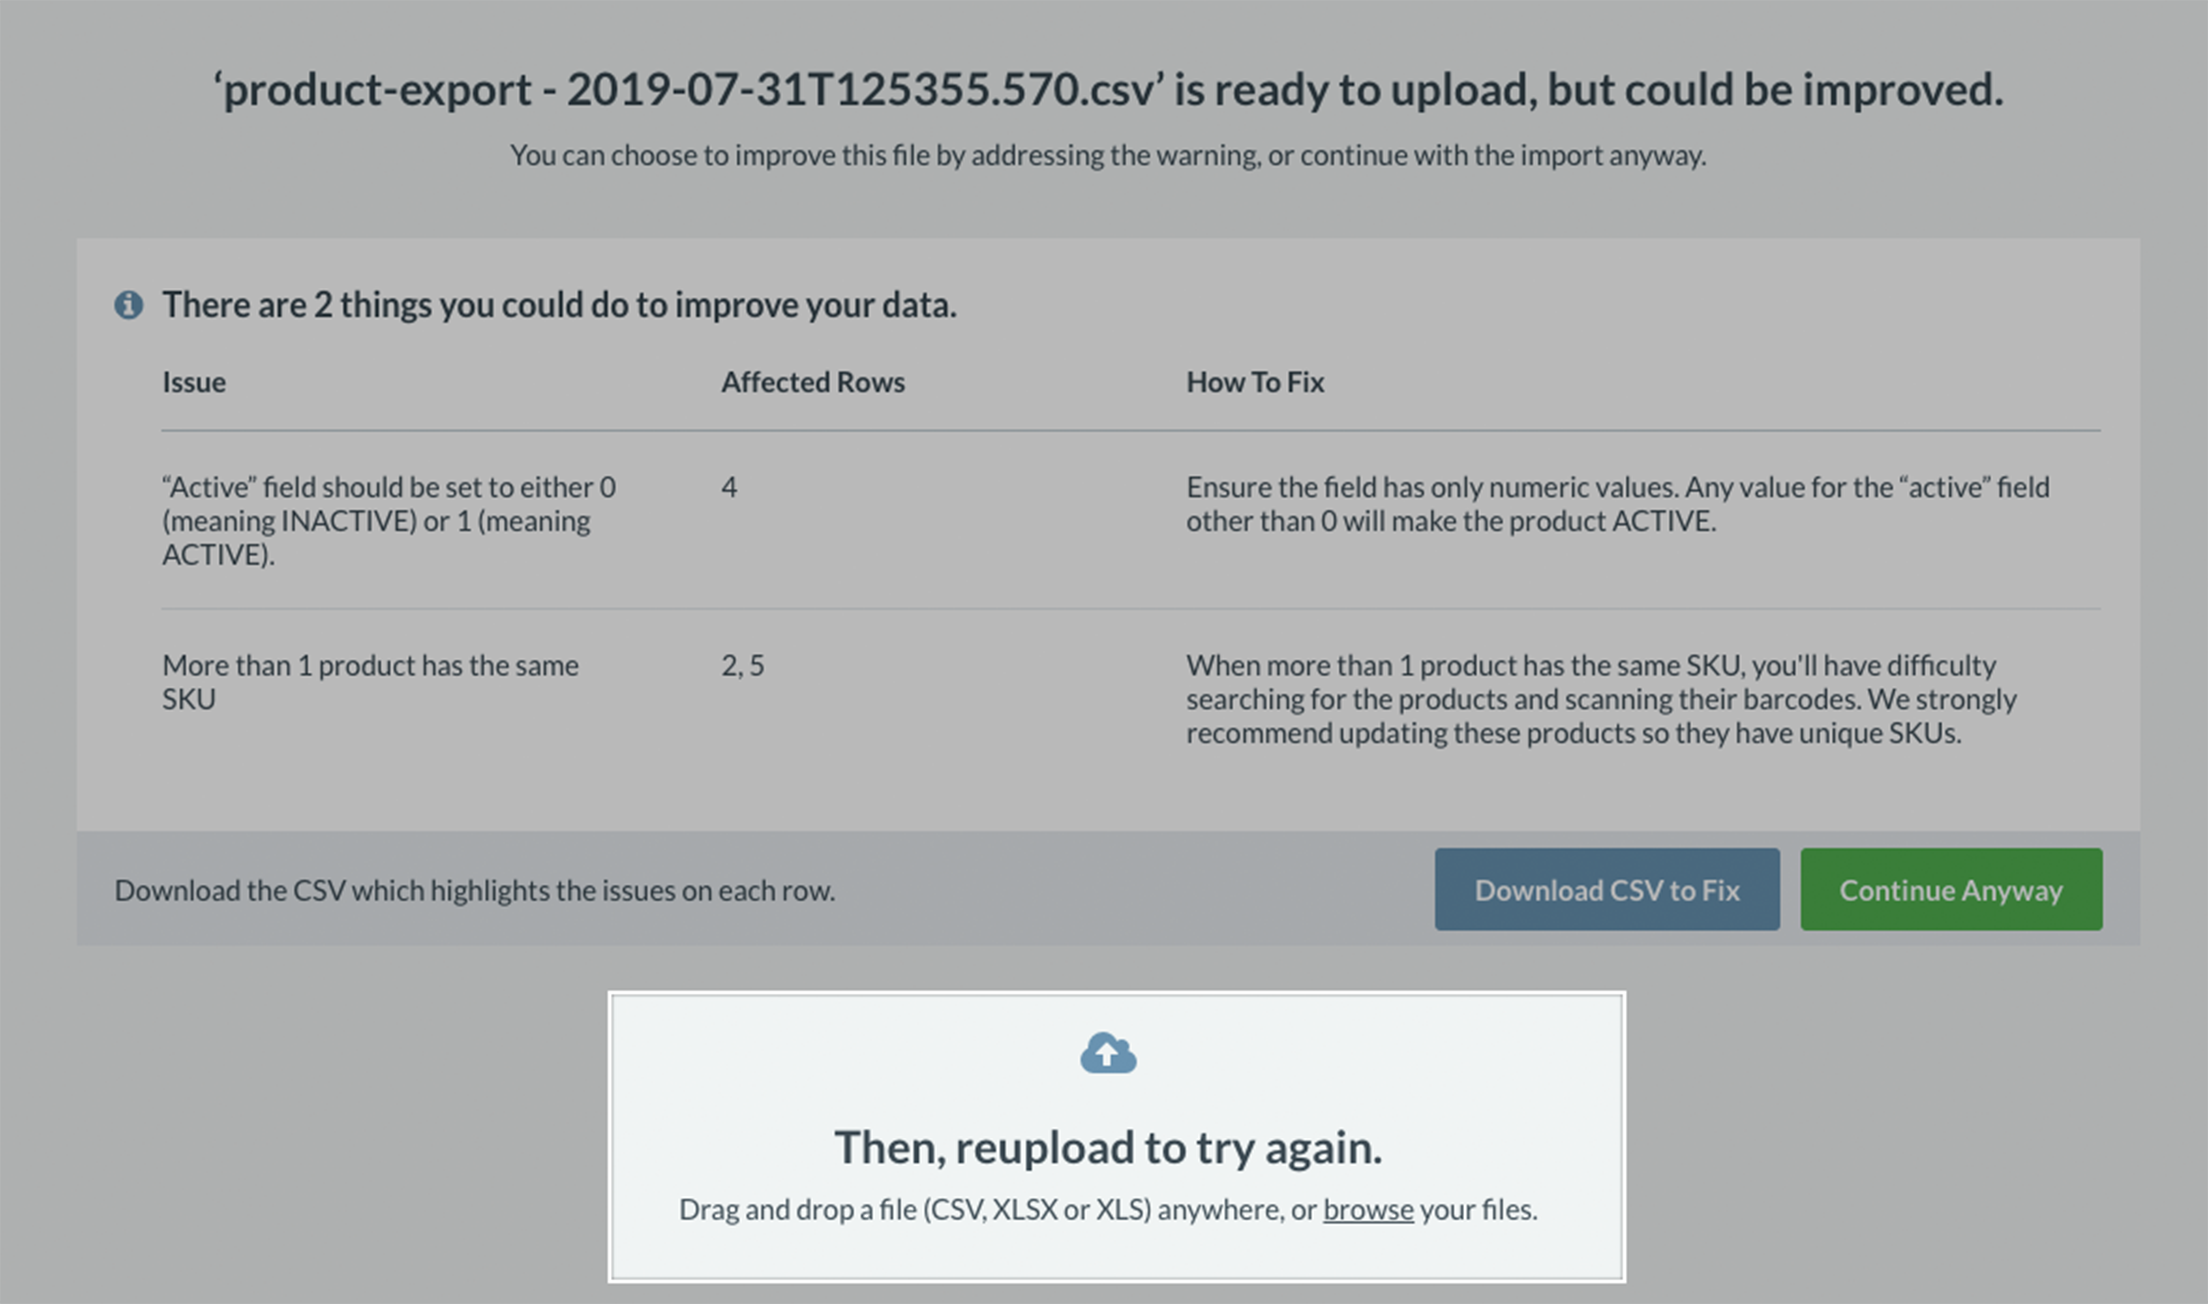 ‘product-export - 2019-07-31T125355.570.csv’ is ready to upload, but could be improved.
You can choose to improve this file by addressing the warning, or continue with the import anyway.
There are 2 things you could do to improve your data.
Issue Affected Rows How To Fix
“Active” field should be set to either 0
(meaning INACTIVE) or 1 (meaning
ACTIVE).
4
Ensure the field has only numeric values. Any value for the “active” field
other than 0 will make the product ACTIVE.
More than 1 product has the same
SKU
2, 5
When more than 1 product has the same SKU, you'll have difficulty
searching for the products and scanning their barcodes. We strongly
recommend updating these products so they have unique SKUs.
Download the CSV which highlights the issues on each row.
Download CSV to Fix
Continue Anyway
Then, reupload to try again.
Drag and drop a file (CSV, XLSX or XLS) anywhere, or browse your files.